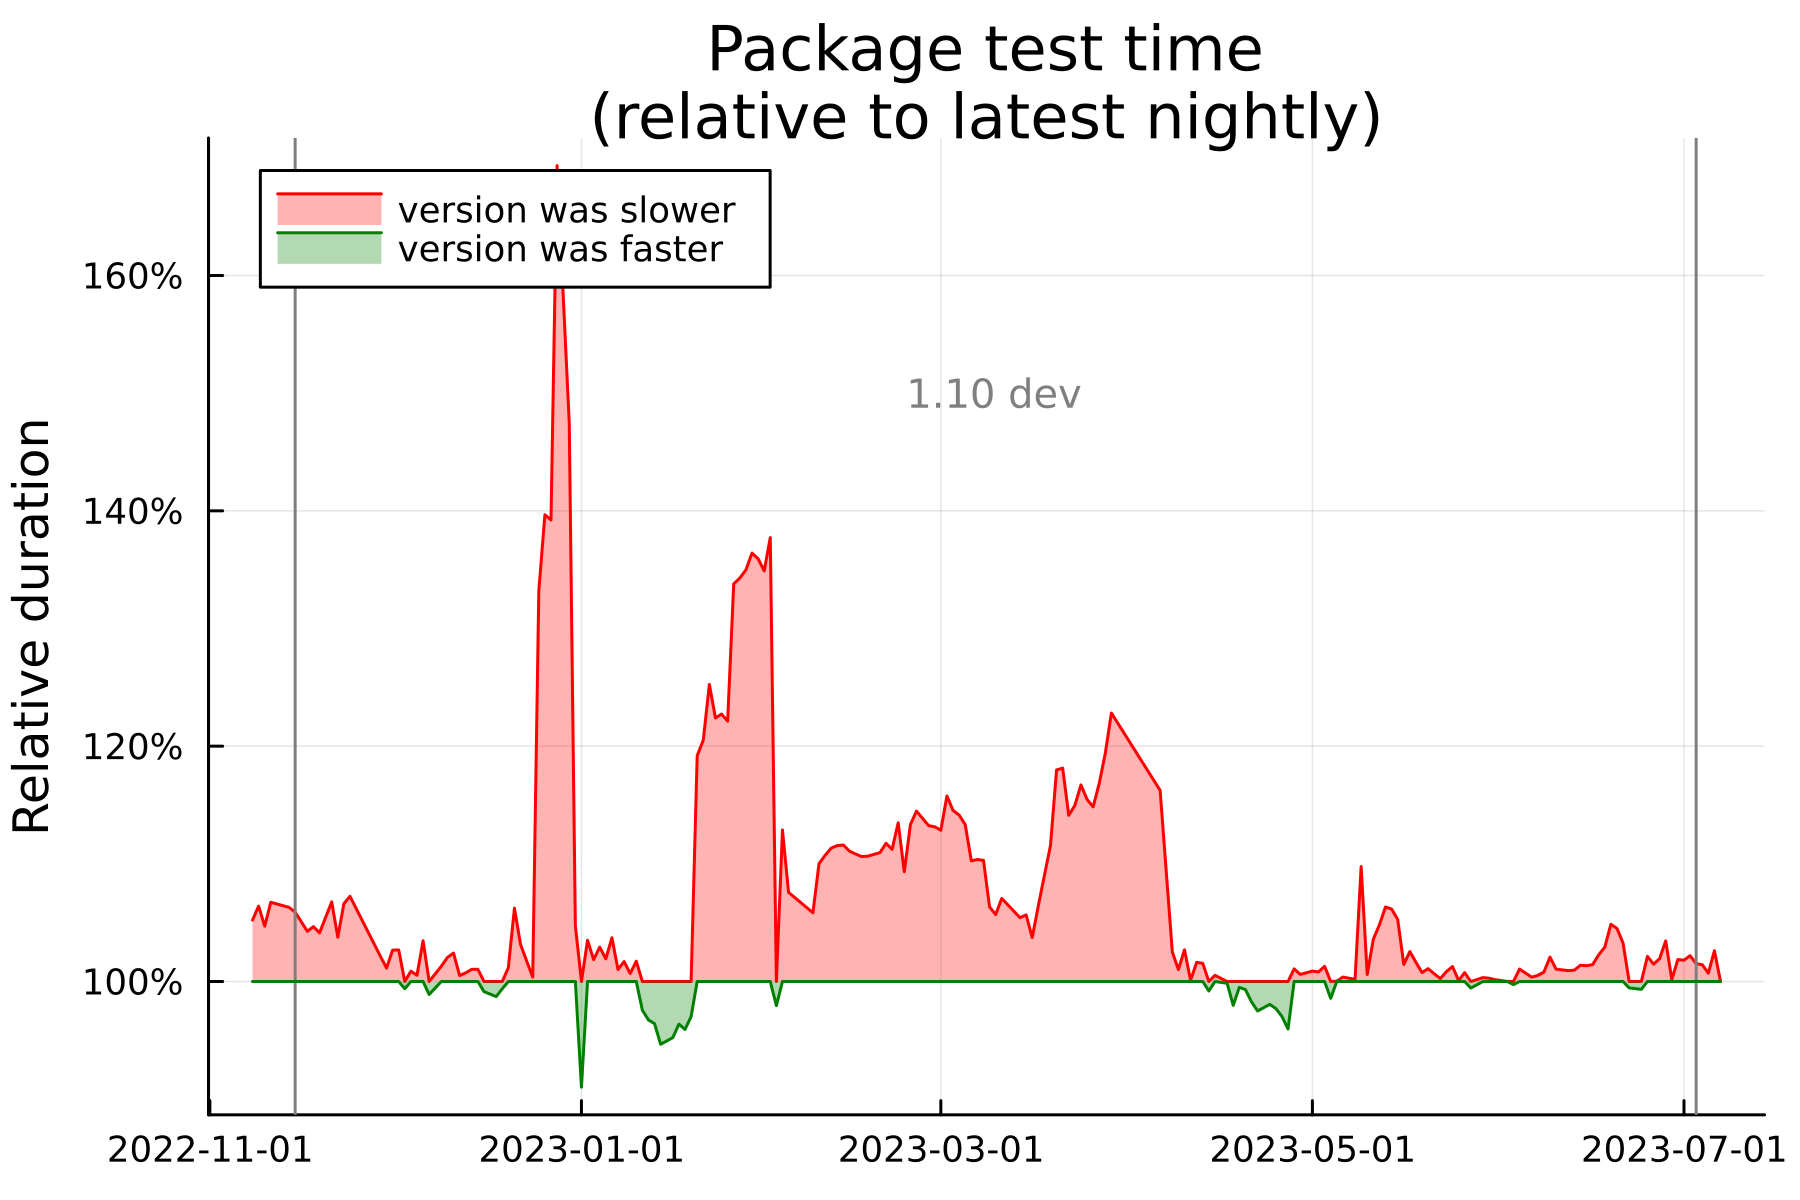 Package test time
(relative to latest nightly)
version was slower
version was faster
160%
1.10 dev
140%
120%
100%
Relative duration
2022-11-01
2023-01-01
2023-03-01
2023-05-01
2023-07-01